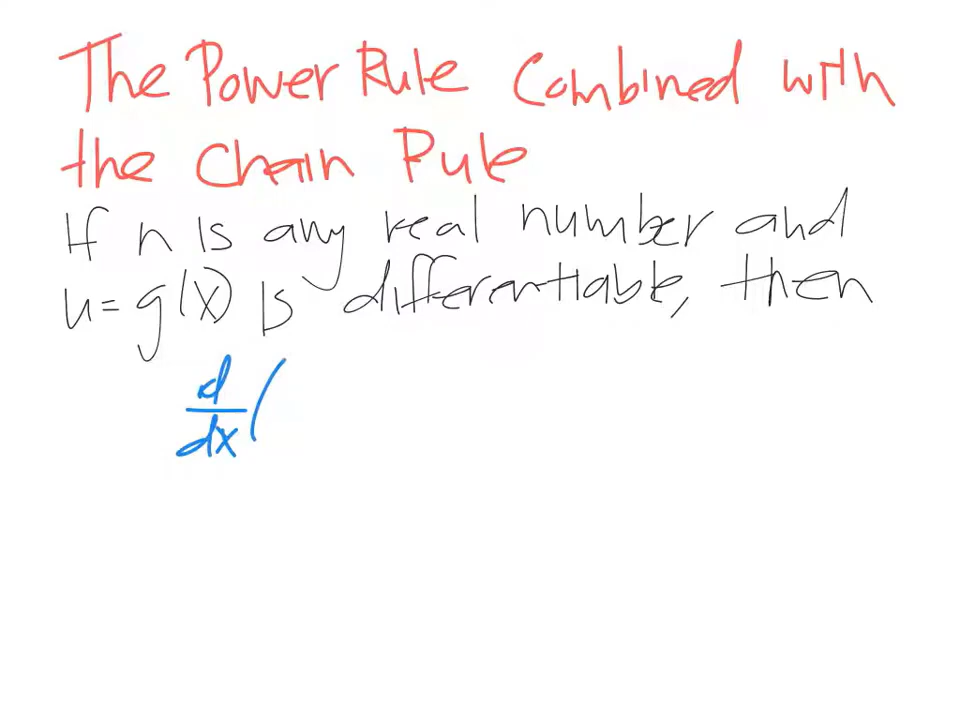 The Power Rule Combined with
the Chain Rule
If n is any real number and
u = g(x) is differentiable, then
d/dx (